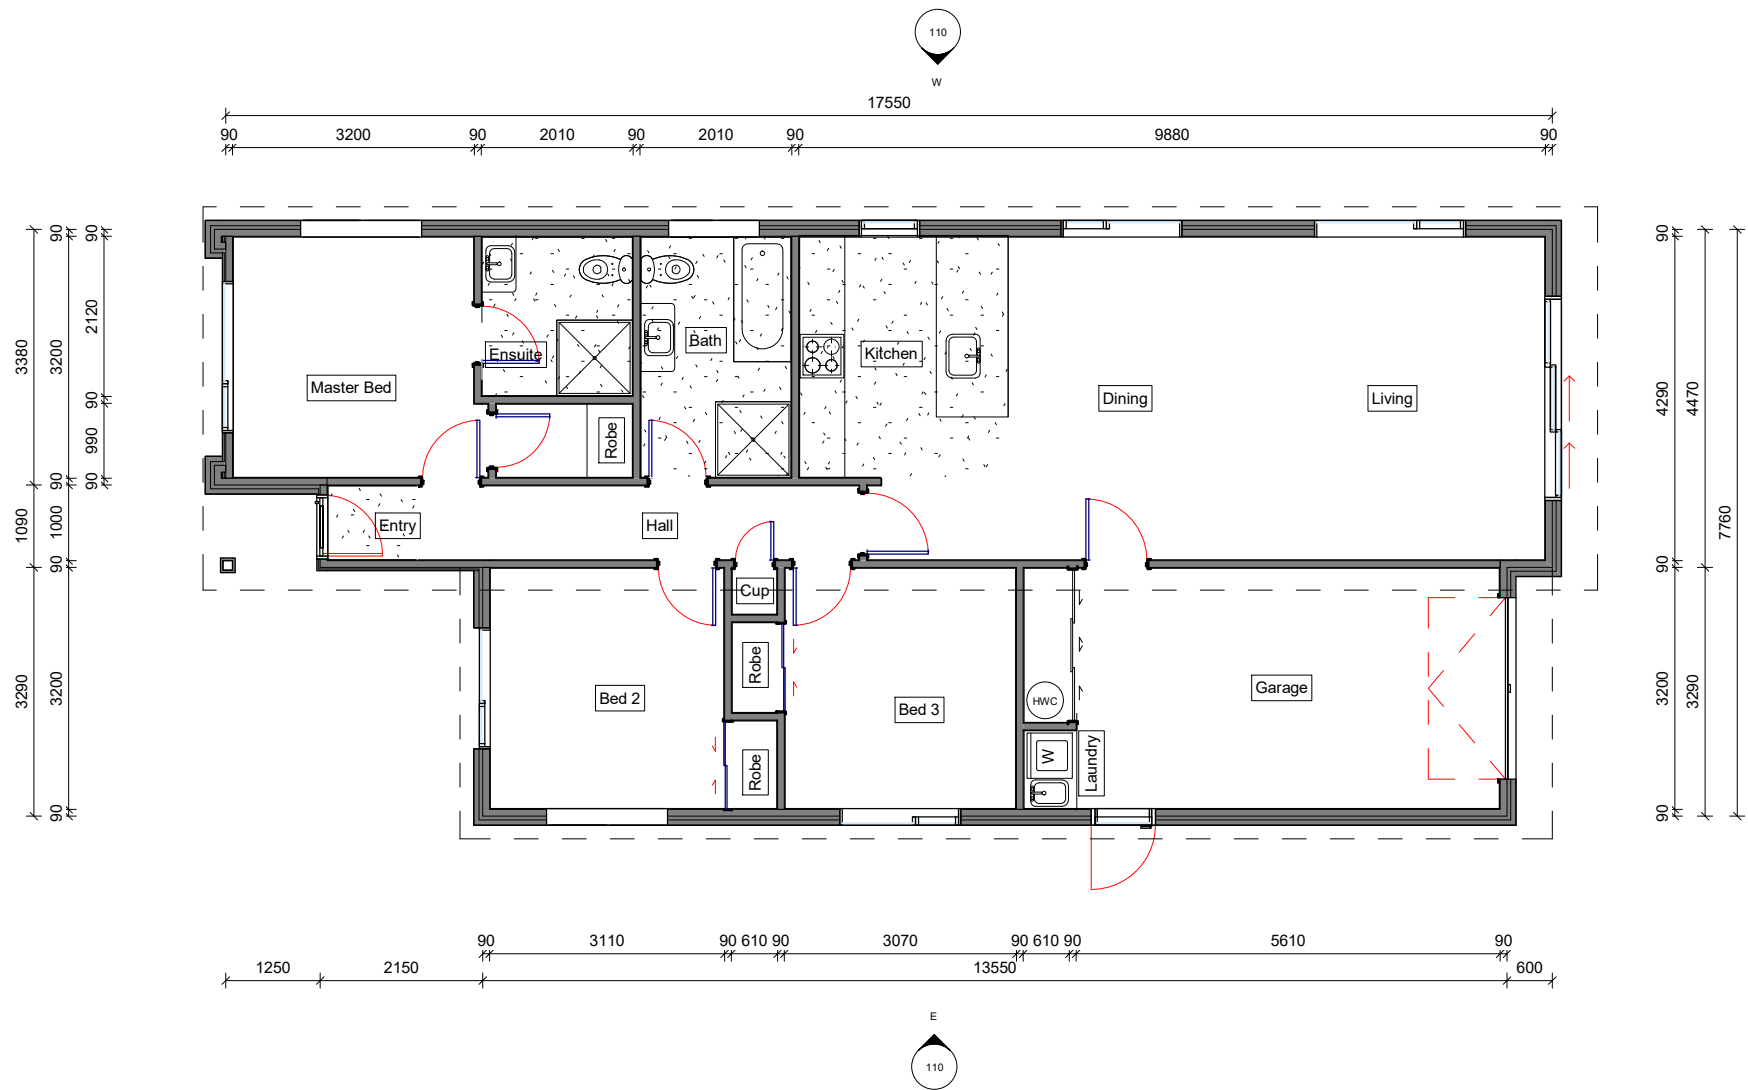 110
W
17550
90 3200 90 2010 90 2010 90 9880 90
3380
1090
3290
90
3200
90
1000
90
3200
90
90
2120
90
990
90
Master Bed
Ensuite
Robe
Bath
Kitchen
Dining
Living
Entry
Hall
Cup
Bed 2
Robe
Robe
Bed 3
HWC
W
Laundry
Garage
90
4290
90
3200
90
4470
3290
7760
90 3110 90 610 90 3070 90 610 90 5610 90
1250 2150 13550 600
E
110